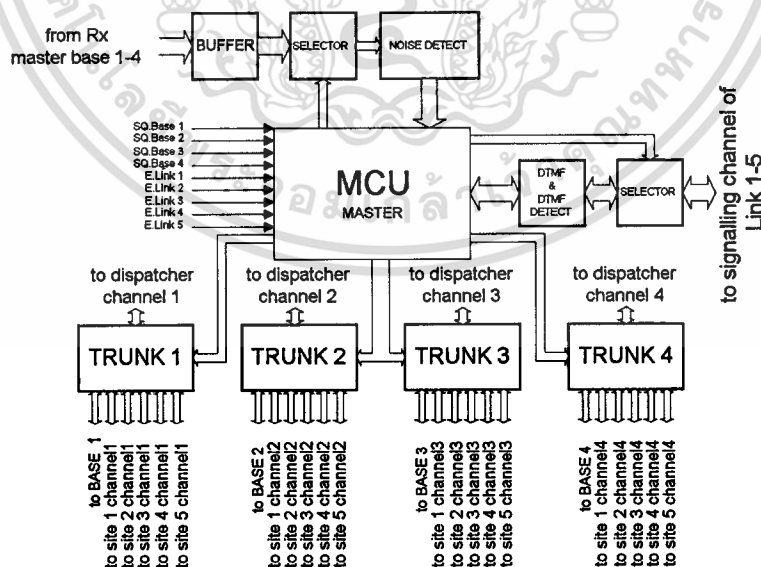 from Rx
master base 1-4
BUFFER
SELECTOR
NOISE DETECT
SQ.Base 1
SQ.Base 2
SQ.Base 3
SQ.Base 4
E.Link 1
E.Link 2
E.Link 3
E.Link 4
E.Link 5
MCU
MASTER
DTMF
&
DTMF
DETECT
SELECTOR
to signalling channel of
Link 1-5
to dispatcher
channel 1
to dispatcher
channel 2
to dispatcher
channel 3
to dispatcher
channel 4
TRUNK 1
TRUNK 2
TRUNK 3
TRUNK 4
to BASE 1
to site 1 channel1
to site 2 channel1
to site 3 channel1
to site 4 channel1
to site 5 channel1
to BASE 2
to site 1 channel2
to site 2 channel2
to site 3 channel2
to site 4 channel2
to site 5 channel2
to BASE 3
to site 1 channel3
to site 2 channel3
to site 3 channel3
to site 4 channel3
to site 5 channel3
to BASE 4
to site 1 channel4
to site 2 channel4
to site 3 channel4
to site 4 channel4
to site 5 channel4